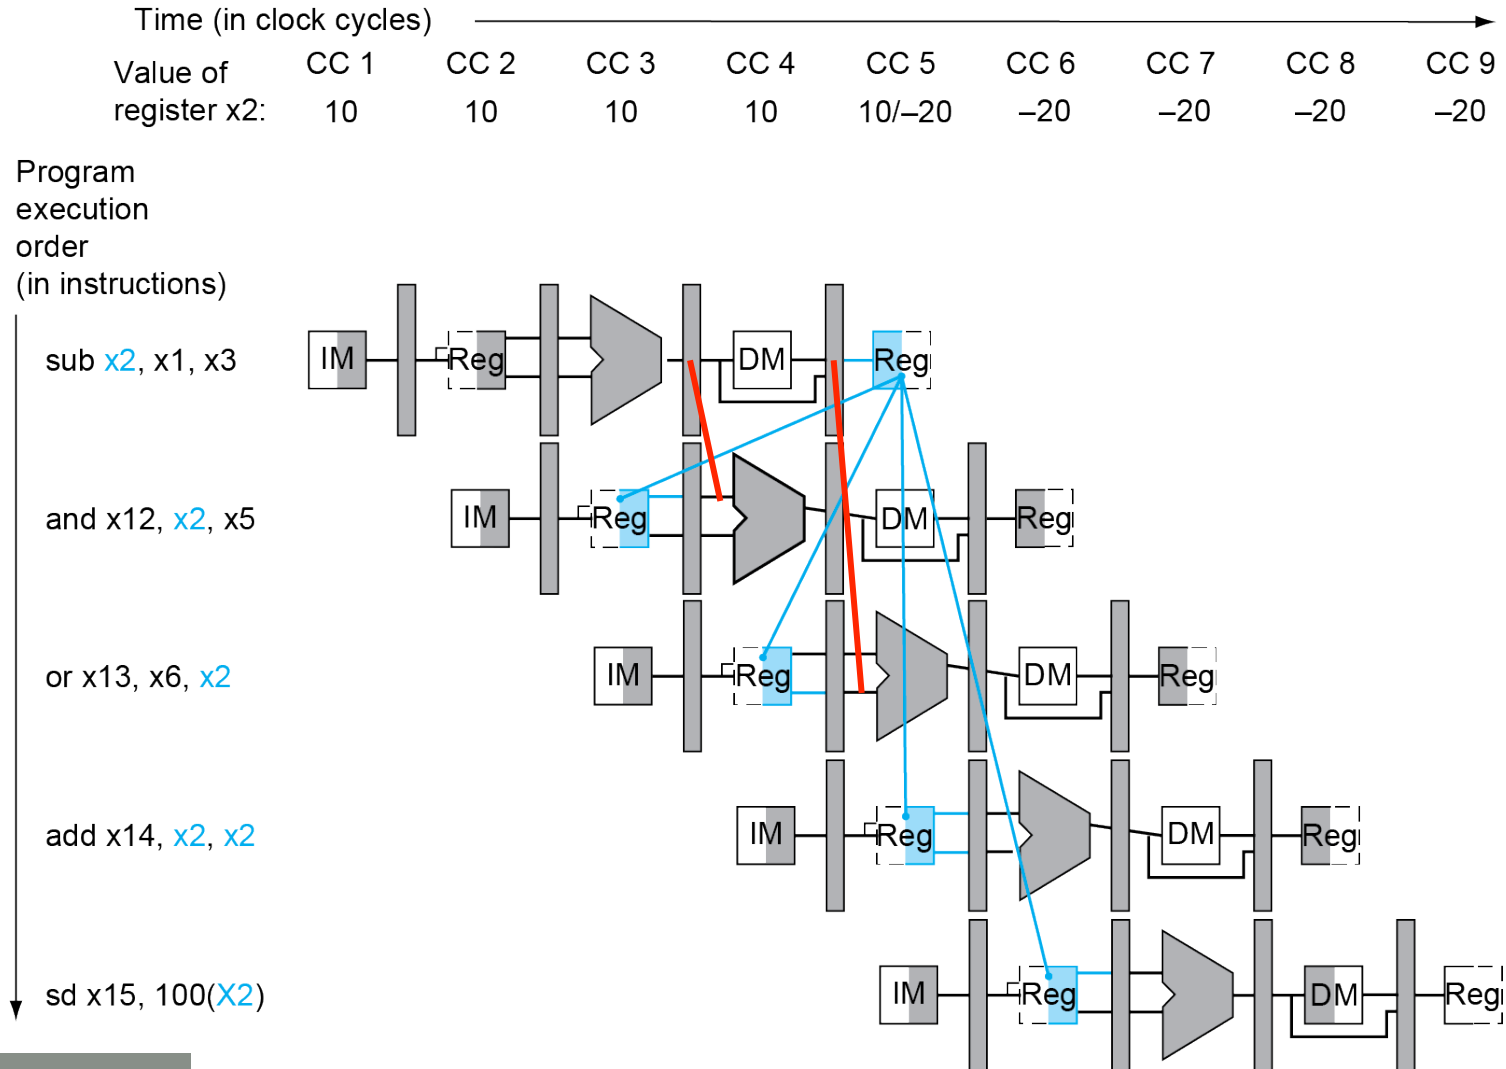 Time (in clock cycles)
Value of register x2:
CC 1 CC 2 CC 3 CC 4 CC 5 CC 6 CC 7 CC 8 CC 9
10 10 10 10 10/–20 –20 –20 –20 –20
Program
execution
order
(in instructions)
sub x2, x1, x3
IM Reg DM Reg
and x12, x2, x5
IM Reg DM Reg
or x13, x6, x2
IM Reg DM Reg
add x14, x2, x2
IM Reg DM Reg
sd x15, 100(X2)
IM Reg DM Reg